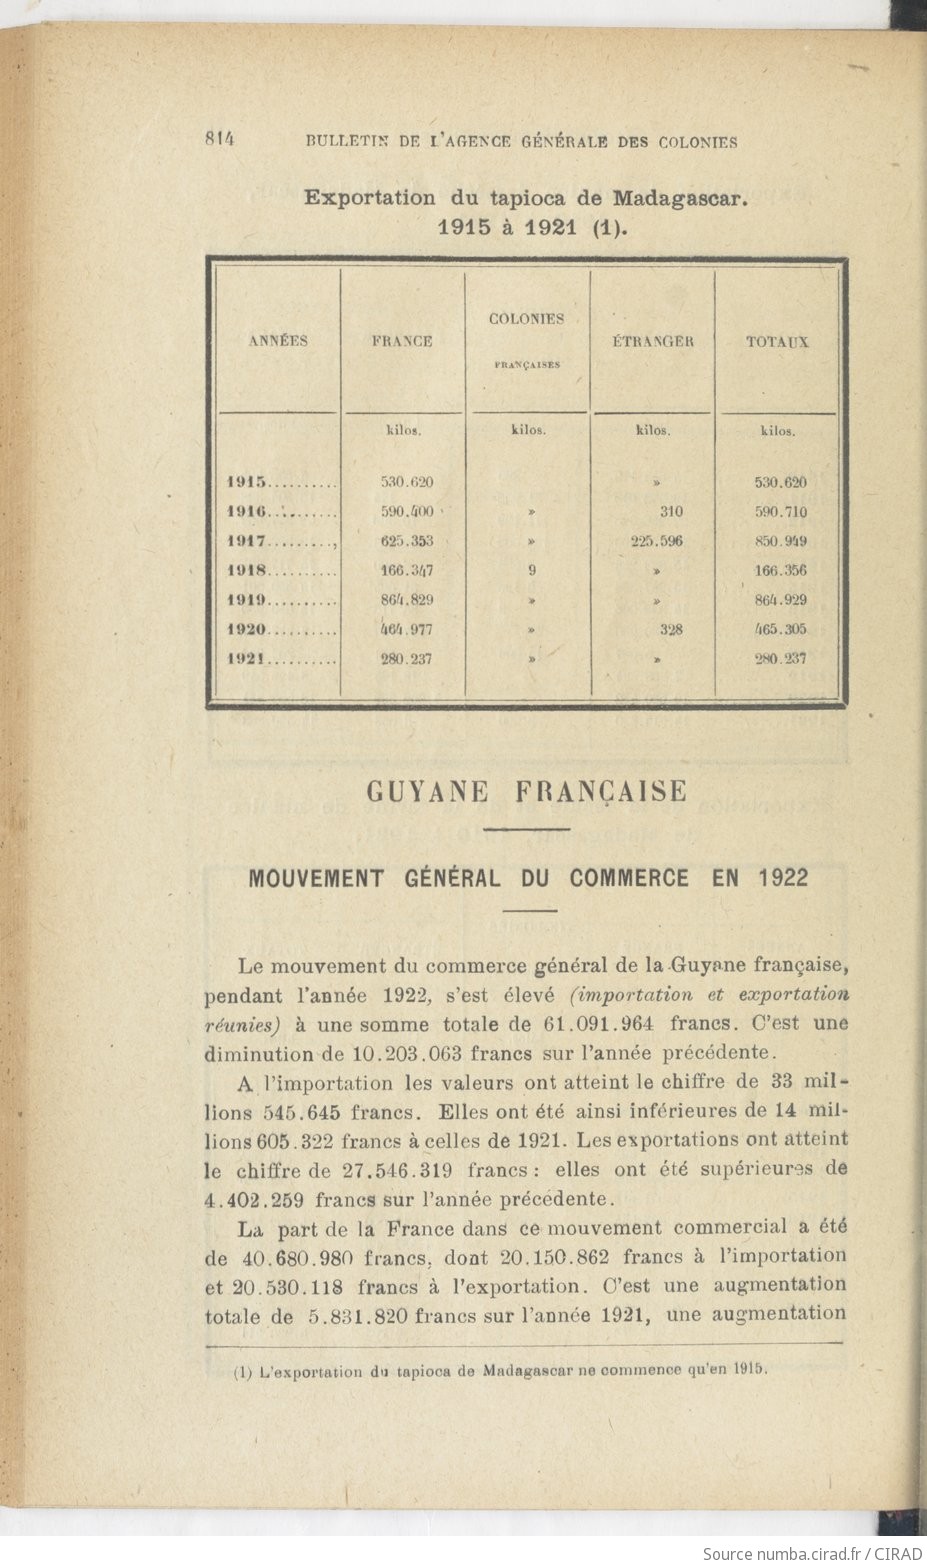 814 BULLETIN DE L'AGENCE GÉNÉRALE DES COLONIES
Exportation du tapioca de Madagascar.
1915 à 1921 (1).
ANNÉES FRANCE COLONIES FRANÇAISES ÉTRANGER TOTAUX
kilos. kilos. kilos. kilos.
1915.......... 530.620 » 530.620
1916.......... 590.400 » 310 590.710
1917........., 625.353 » 225.596 850.949
1918.......... 166.347 9 » 166.356
1919.......... 864.829 » » 864.929
1920.......... 464.977 » 328 465.305
1921.......... 280.237 » » 280.237
GUYANE FRANÇAISE
MOUVEMENT GÉNÉRAL DU COMMERCE EN 1922
Le mouvement du commerce général de la Guyane française,
pendant l'année 1922, s'est élevé (importation et exportation
réunies) à une somme totale de 61.091.964 francs. C'est une
diminution de 10.203.063 francs sur l'année précédente.
A l'importation les valeurs ont atteint le chiffre de 33 mil-
lions 545.645 francs. Elles ont été ainsi inférieures de 14 mil-
lions 605.322 francs à celles de 1921. Les exportations ont atteint
le chiffre de 27.546.319 francs : elles ont été supérieures de
4.402.259 francs sur l'année précédente.
La part de la France dans ce mouvement commercial a été
de 40.680.980 francs, dont 20.150.862 francs à l'importation
et 20.530.118 francs à l'exportation. C'est une augmentation
totale de 5.831.820 francs sur l'année 1921, une augmentation
(1) L'exportation du tapioca de Madagascar ne commence qu'en 1915.
Source numba.cirad.fr / CIRAD